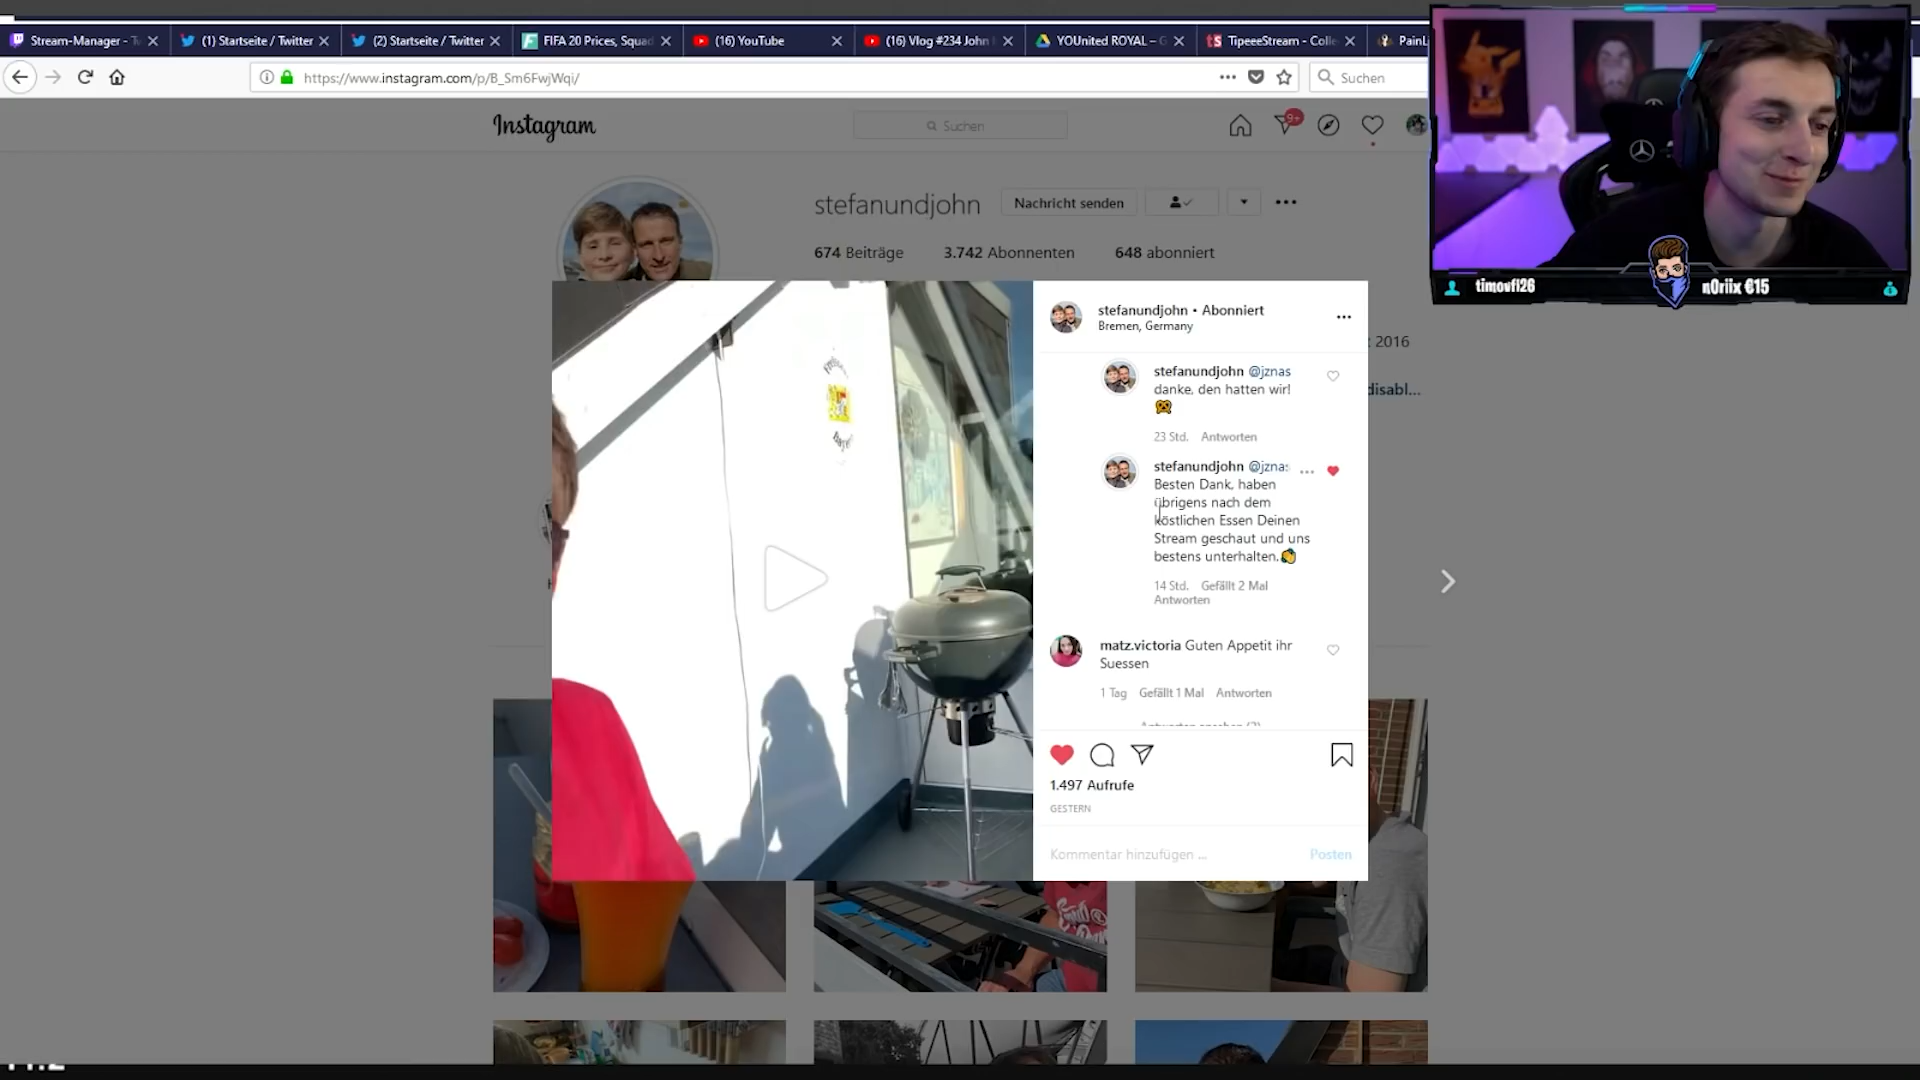 Stream-Manager -
(1) Startseite / Twitter
(2) Startseite / Twitter
FIFA 20 Prices, Squad
(16) YouTube
(16) Vlog #234 John
YOUnited ROYAL –
TipeeeStream - Colle
https://www.instagram.com/p/B_Sm6FwjWqi/
Suchen
Instagram
Suchen
9+
stefanundjohn
Nachricht senden
674 Beiträge
3.742 Abonnenten
648 abonniert
timovfl26
n0riix €15
2016
disabl...
stefanundjohn • Abonniert
Bremen, Germany
stefanundjohn @jznas
danke, den hatten wir!
23 Std. Antworten
stefanundjohn @jznas
Besten Dank, haben
übrigens nach dem
köstlichen Essen Deinen
Stream geschaut und uns
bestens unterhalten.
14 Std. Gefällt 2 Mal
Antworten
matz.victoria Guten Appetit ihr
Suessen
1 Tag Gefällt 1 Mal Antworten
1.497 Aufrufe
GESTERN
Kommentar hinzufügen ...
Posten